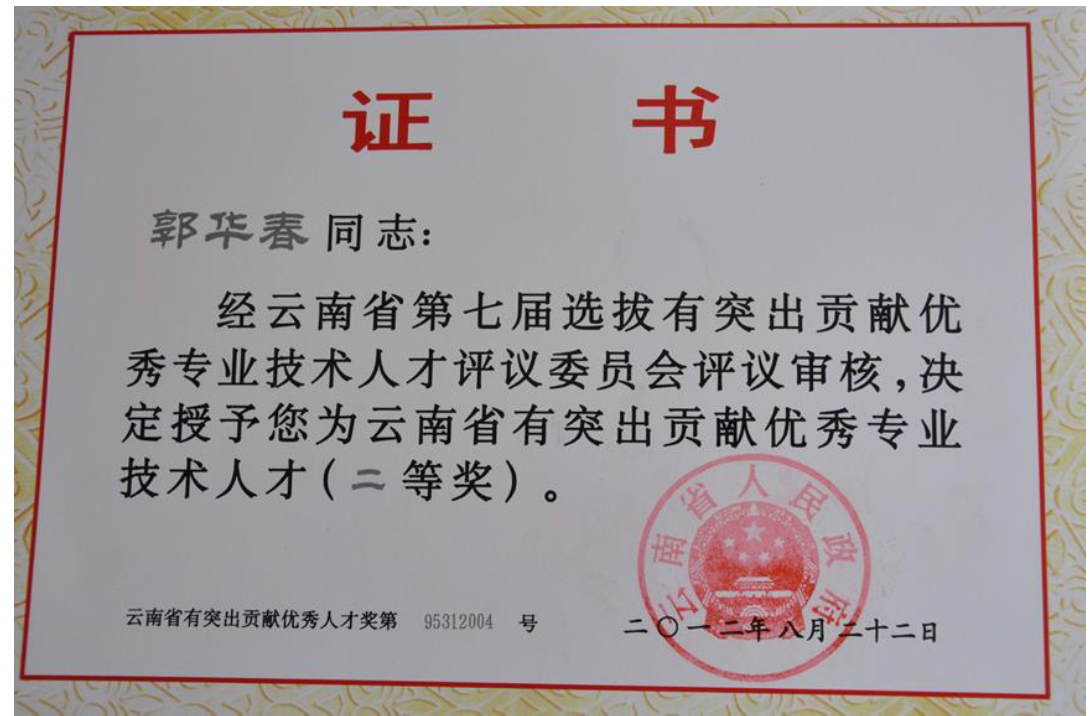 证 书
郭华春同志:
经云南省第七届选拔有突出贡献优
秀专业技术人才评议委员会评议审核,决
定授予您为云南省有突出贡献优秀专业
技术人才(二等奖)。
云南省人民政府
云南省有突出贡献优秀人才奖第 95312004 号
二〇一二年八月二十二日